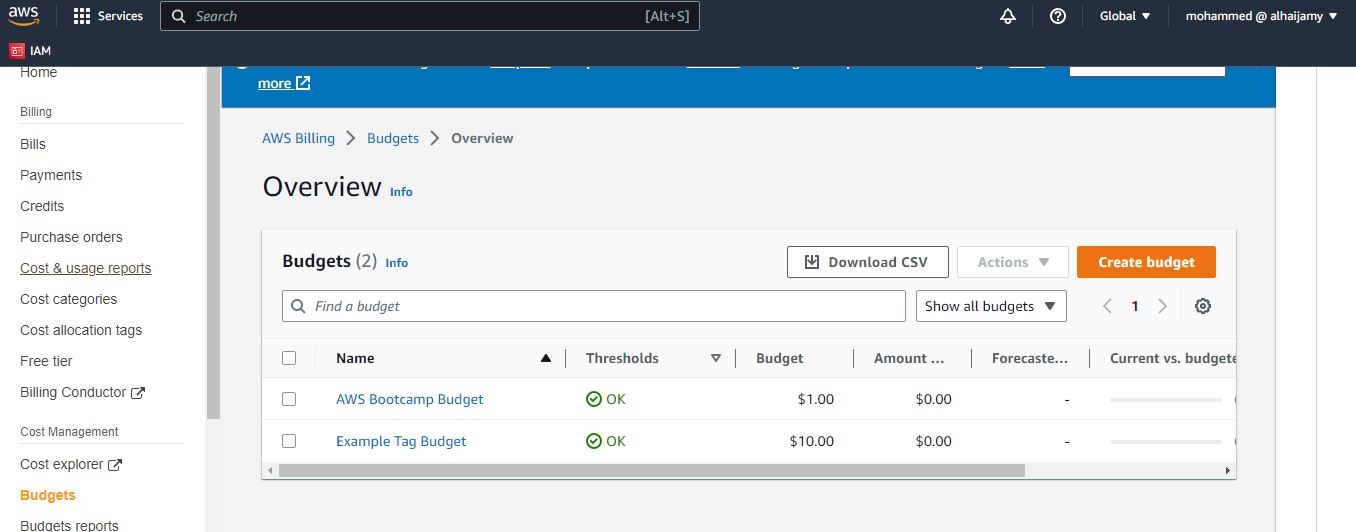 aws
Services
Search
[Alt+S]
Global
mohammed @ alhaijamy
IAM
Home
Billing
Bills
Payments
Credits
Purchase orders
Cost & usage reports
Cost categories
Cost allocation tags
Free tier
Billing Conductor
Cost Management
Cost explorer
Budgets
Budgets reports
more
AWS Billing > Budgets > Overview
Overview Info
Budgets (2) Info
Download CSV
Actions
Create budget
Find a budget
Show all budgets
1
Name Thresholds Budget Amount ... Forecaste... Current vs. budgete
AWS Bootcamp Budget OK $1.00 $0.00 -
Example Tag Budget OK $10.00 $0.00 -